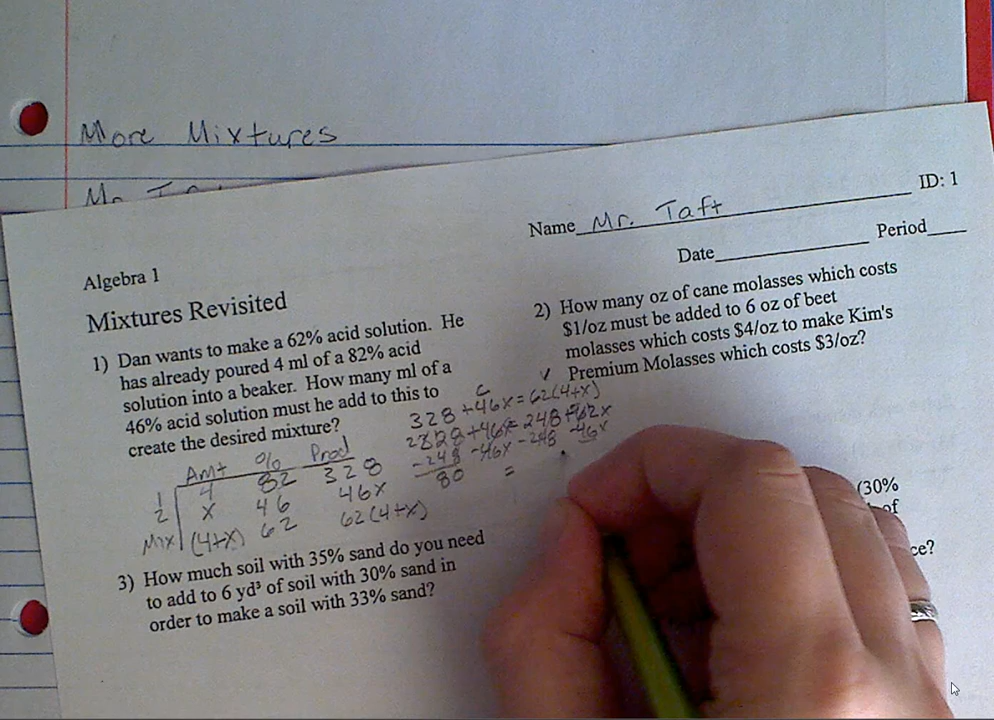 More Mixtures
Name Mr. Taft ID: 1
Date Period
Algebra 1
Mixtures Revisited
1) Dan wants to make a 62% acid solution. He
has already poured 4 ml of a 82% acid
solution into a beaker. How many ml of a
46% acid solution must he add to this to
create the desired mixture?
Amt % Prod
1 4 82 328
2 x 46 46x
Mix (4+x) 62 62(4+x)
328+46x=62(4+x)
-248 -46x -248 -46x
80 =
2) How many oz of cane molasses which costs
$1/oz must be added to 6 oz of beet
molasses which costs $4/oz to make Kim's
Premium Molasses which costs $3/oz?
3) How much soil with 35% sand do you need
to add to 6 yd³ of soil with 30% sand in
order to make a soil with 33% sand?
(30%
of
ce?